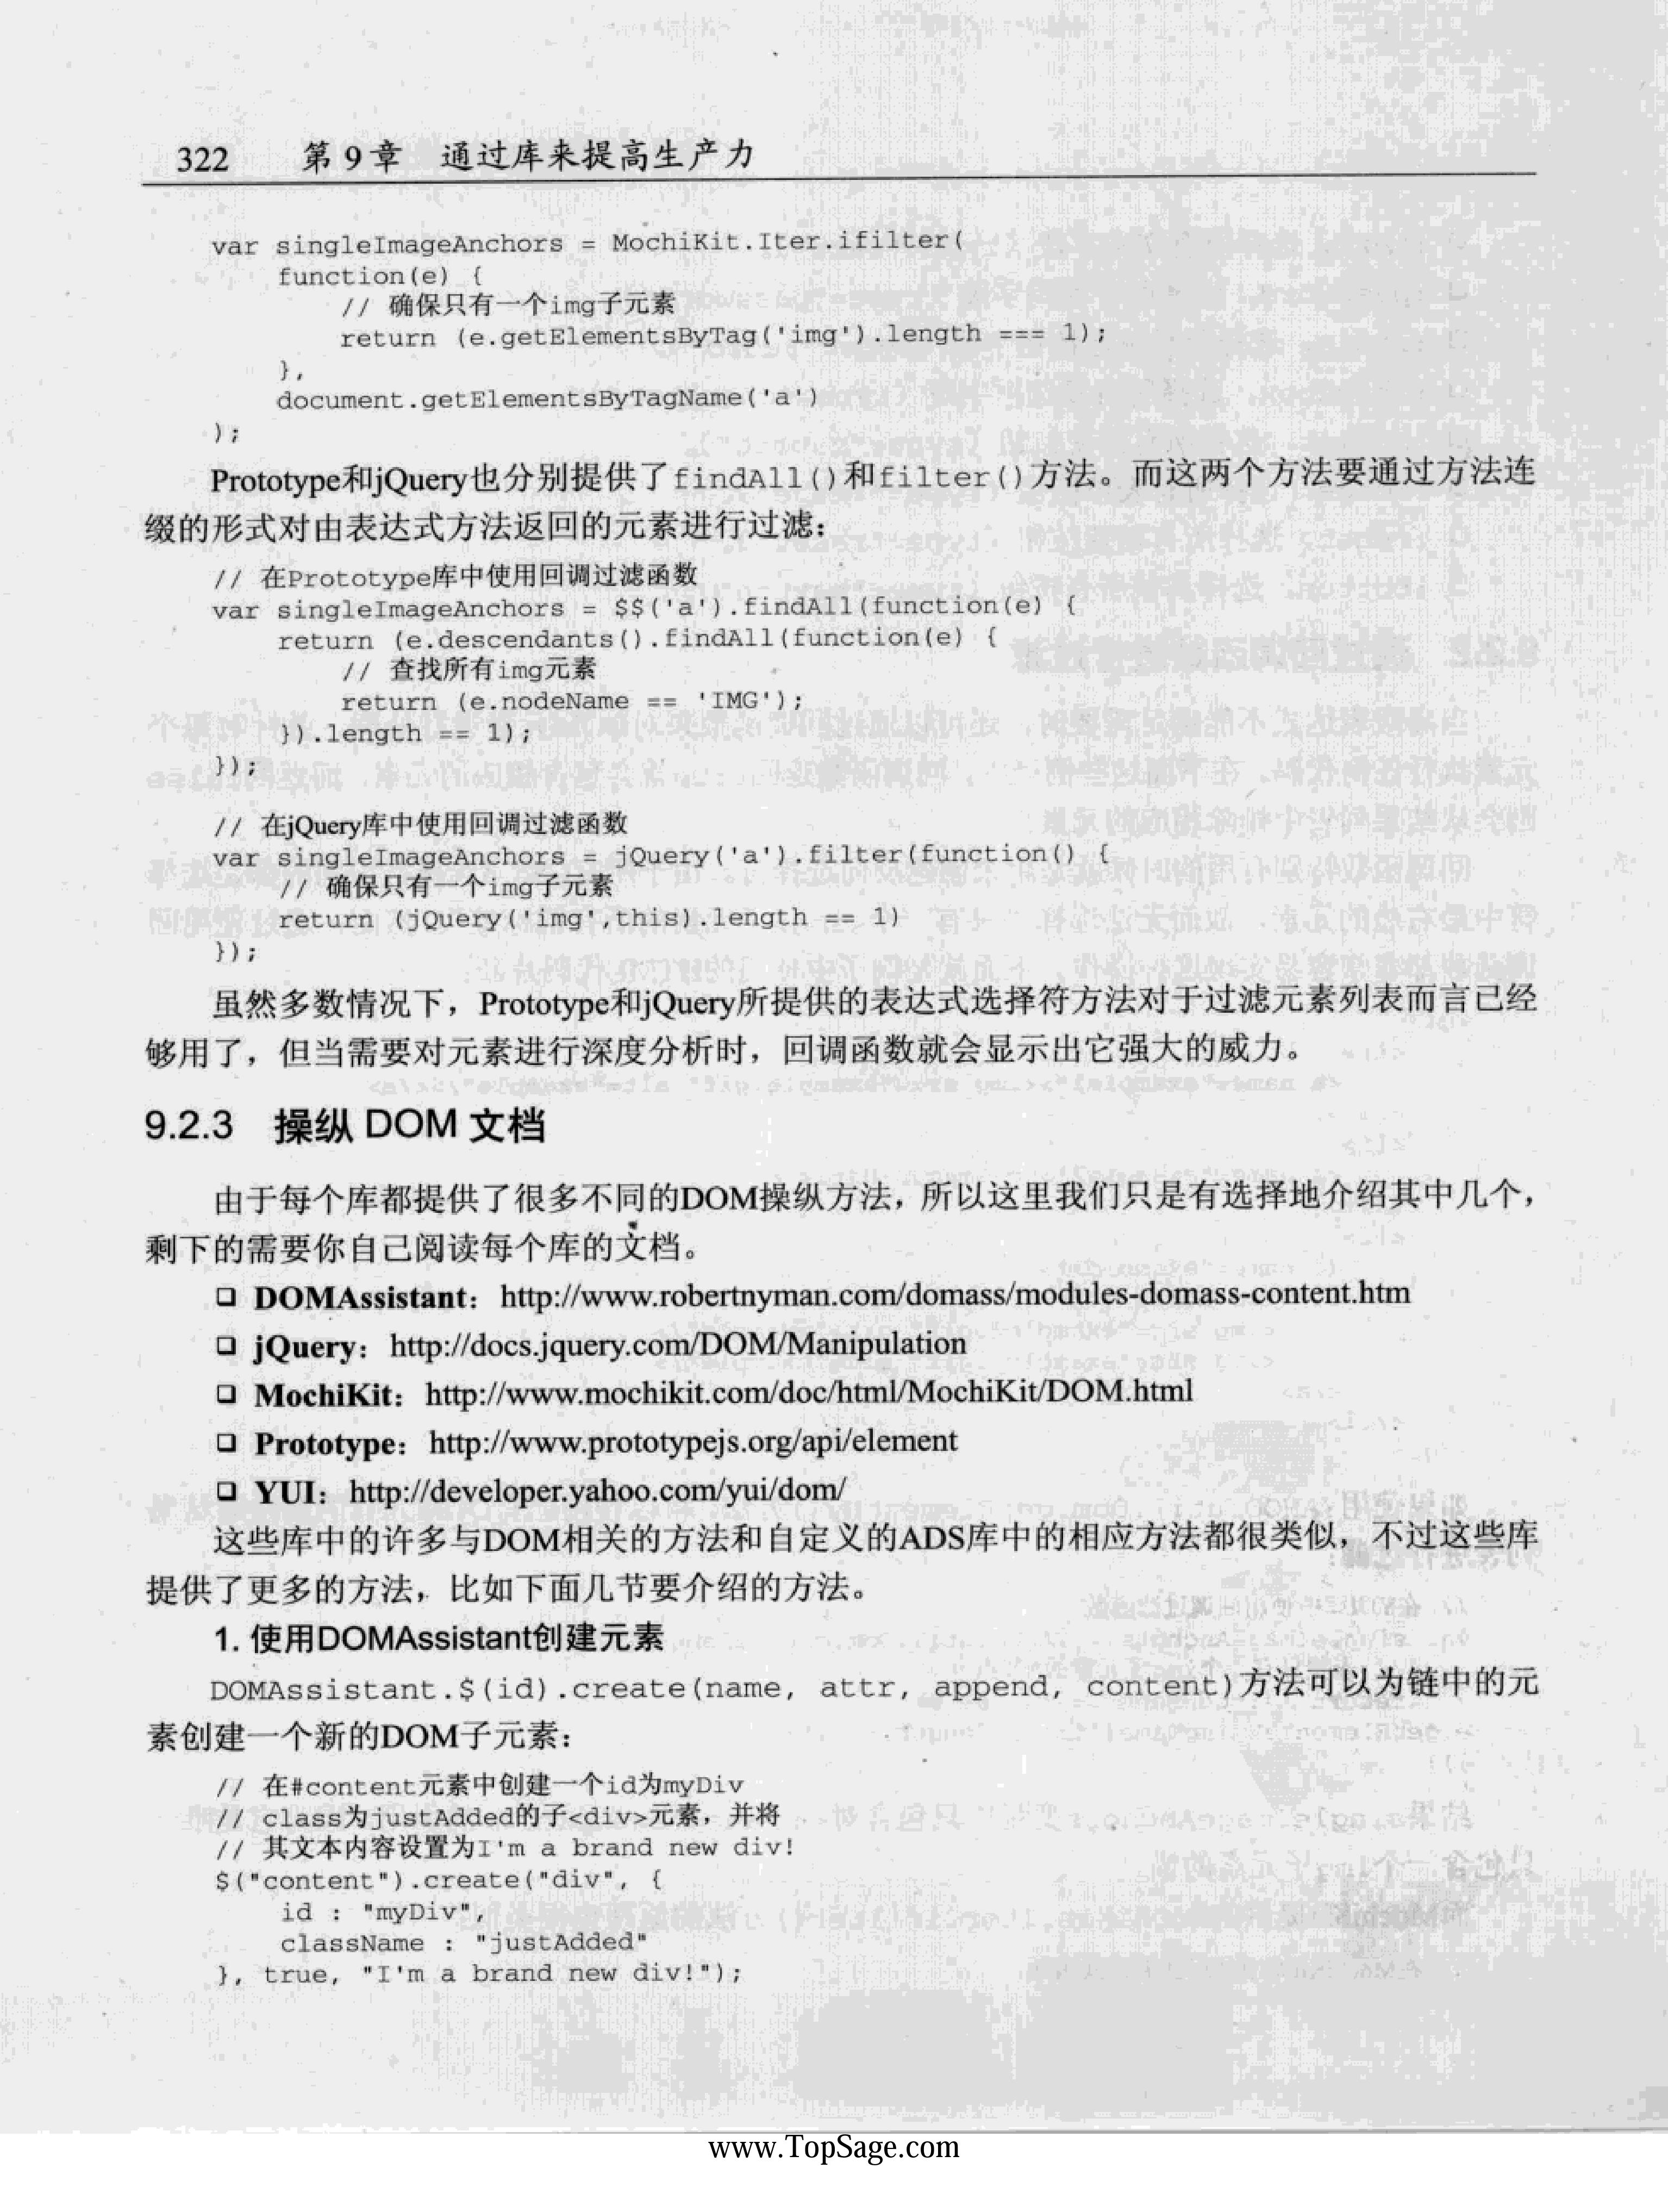 322 第9章 通过库来提高生产力
var singleImageAnchors = MochiKit.Iter.ifilter(
function(e) {
// 确保只有一个img子元素
return (e.getElementsByTag('img').length === 1);
},
document.getElementsByTagName('a')
);
Prototype和jQuery也分别提供了findAll()和filter()方法。而这两个方法要通过方法连
缀的形式对由表达式方法返回的元素进行过滤：
// 在Prototype库中使用回调过滤函数
var singleImageAnchors = $$('a').findAll(function(e) {
return (e.descendants().findAll(function(e) {
// 查找所有img元素
return (e.nodeName == 'IMG');
}).length == 1);
});
// 在jQuery库中使用回调过滤函数
var singleImageAnchors = jQuery('a').filter(function() {
// 确保只有一个img子元素
return (jQuery('img',this).length == 1)
});
虽然多数情况下，Prototype和jQuery所提供的表达式选择符方法对于过滤元素列表而言已经
够用了，但当需要对元素进行深度分析时，回调函数就会显示出它强大的威力。
9.2.3 操纵 DOM 文档
由于每个库都提供了很多不同的DOM操纵方法，所以这里我们只是有选择地介绍其中几个，
剩下的需要你自己阅读每个库的文档。
❑ DOMAssistant：http://www.robertnyman.com/domass/modules-domass-content.htm
❑ jQuery：http://docs.jquery.com/DOM/Manipulation
❑ MochiKit：http://www.mochikit.com/doc/html/MochiKit/DOM.html
❑ Prototype：http://www.prototypejs.org/api/element
❑ YUI：http://developer.yahoo.com/yui/dom/
这些库中的许多与DOM相关的方法和自定义的ADS库中的相应方法都很类似，不过这些库
提供了更多的方法，比如下面几节要介绍的方法。
1. 使用DOMAssistant创建元素
DOMAssistant.$(id).create(name, attr, append, content)方法可以为链中的元
素创建一个新的DOM子元素：
// 在#content元素中创建一个id为myDiv
// class为justAdded的子<div>元素，并将
// 其文本内容设置为I'm a brand new div!
$("content").create("div", {
id : "myDiv",
className : "justAdded"
}, true, "I'm a brand new div!");
www.TopSage.com